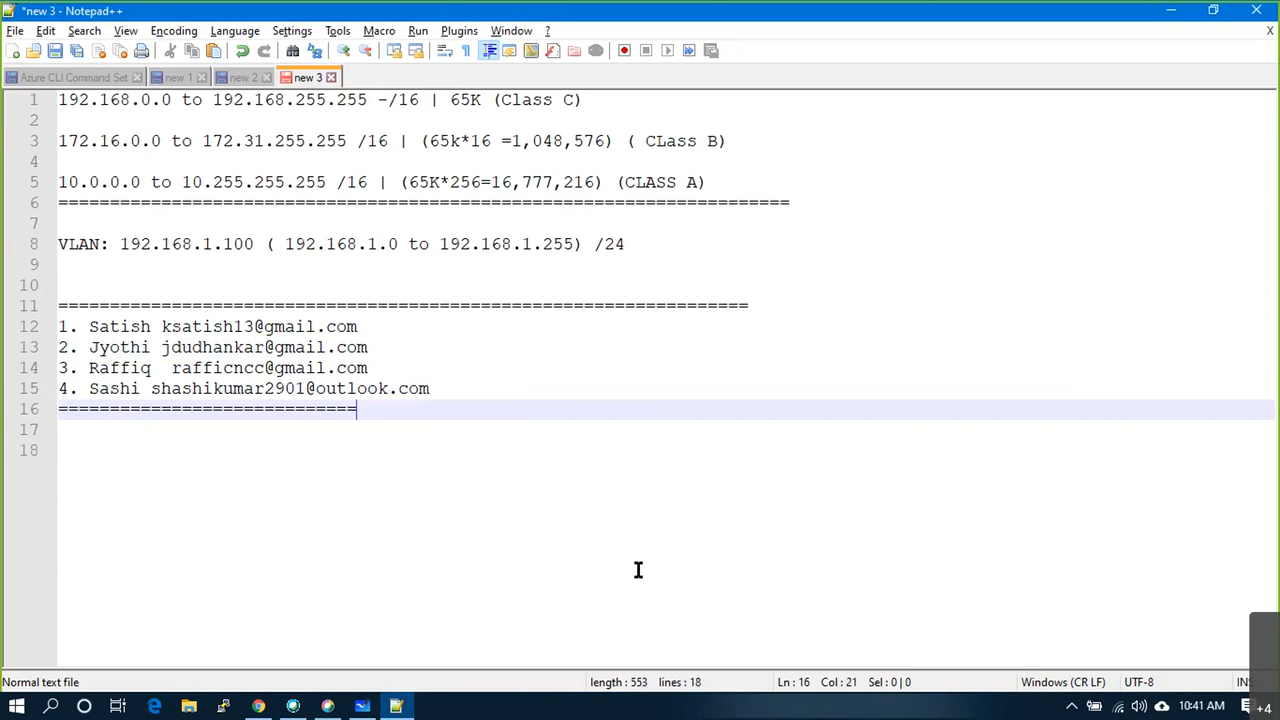 *new 3 - Notepad++
File Edit Search View Encoding Language Settings Tools Macro Run Plugins Window ? X
Azure CLI Command Set new 1 new 2 new 3
1 192.168.0.0 to 192.168.255.255 -/16 | 65K (Class C)
2
3 172.16.0.0 to 172.31.255.255 /16 | (65k*16 =1,048,576) ( CLass B)
4
5 10.0.0.0 to 10.255.255.255 /16 | (65K*256=16,777,216) (CLASS A)
6 =======================================================================
7
8 VLAN: 192.168.1.100 ( 192.168.1.0 to 192.168.1.255) /24
9
10
11 ===================================================================
12 1. Satish ksatish13@gmail.com
13 2. Jyothi jdudhankar@gmail.com
14 3. Raffiq  rafficncc@gmail.com
15 4. Sashi shashikumar2901@outlook.com
16 =============================
17
18
Normal text file length : 553 lines : 18 Ln : 16 Col : 21 Sel : 0 | 0 Windows (CR LF) UTF-8 INS
10:41 AM +4